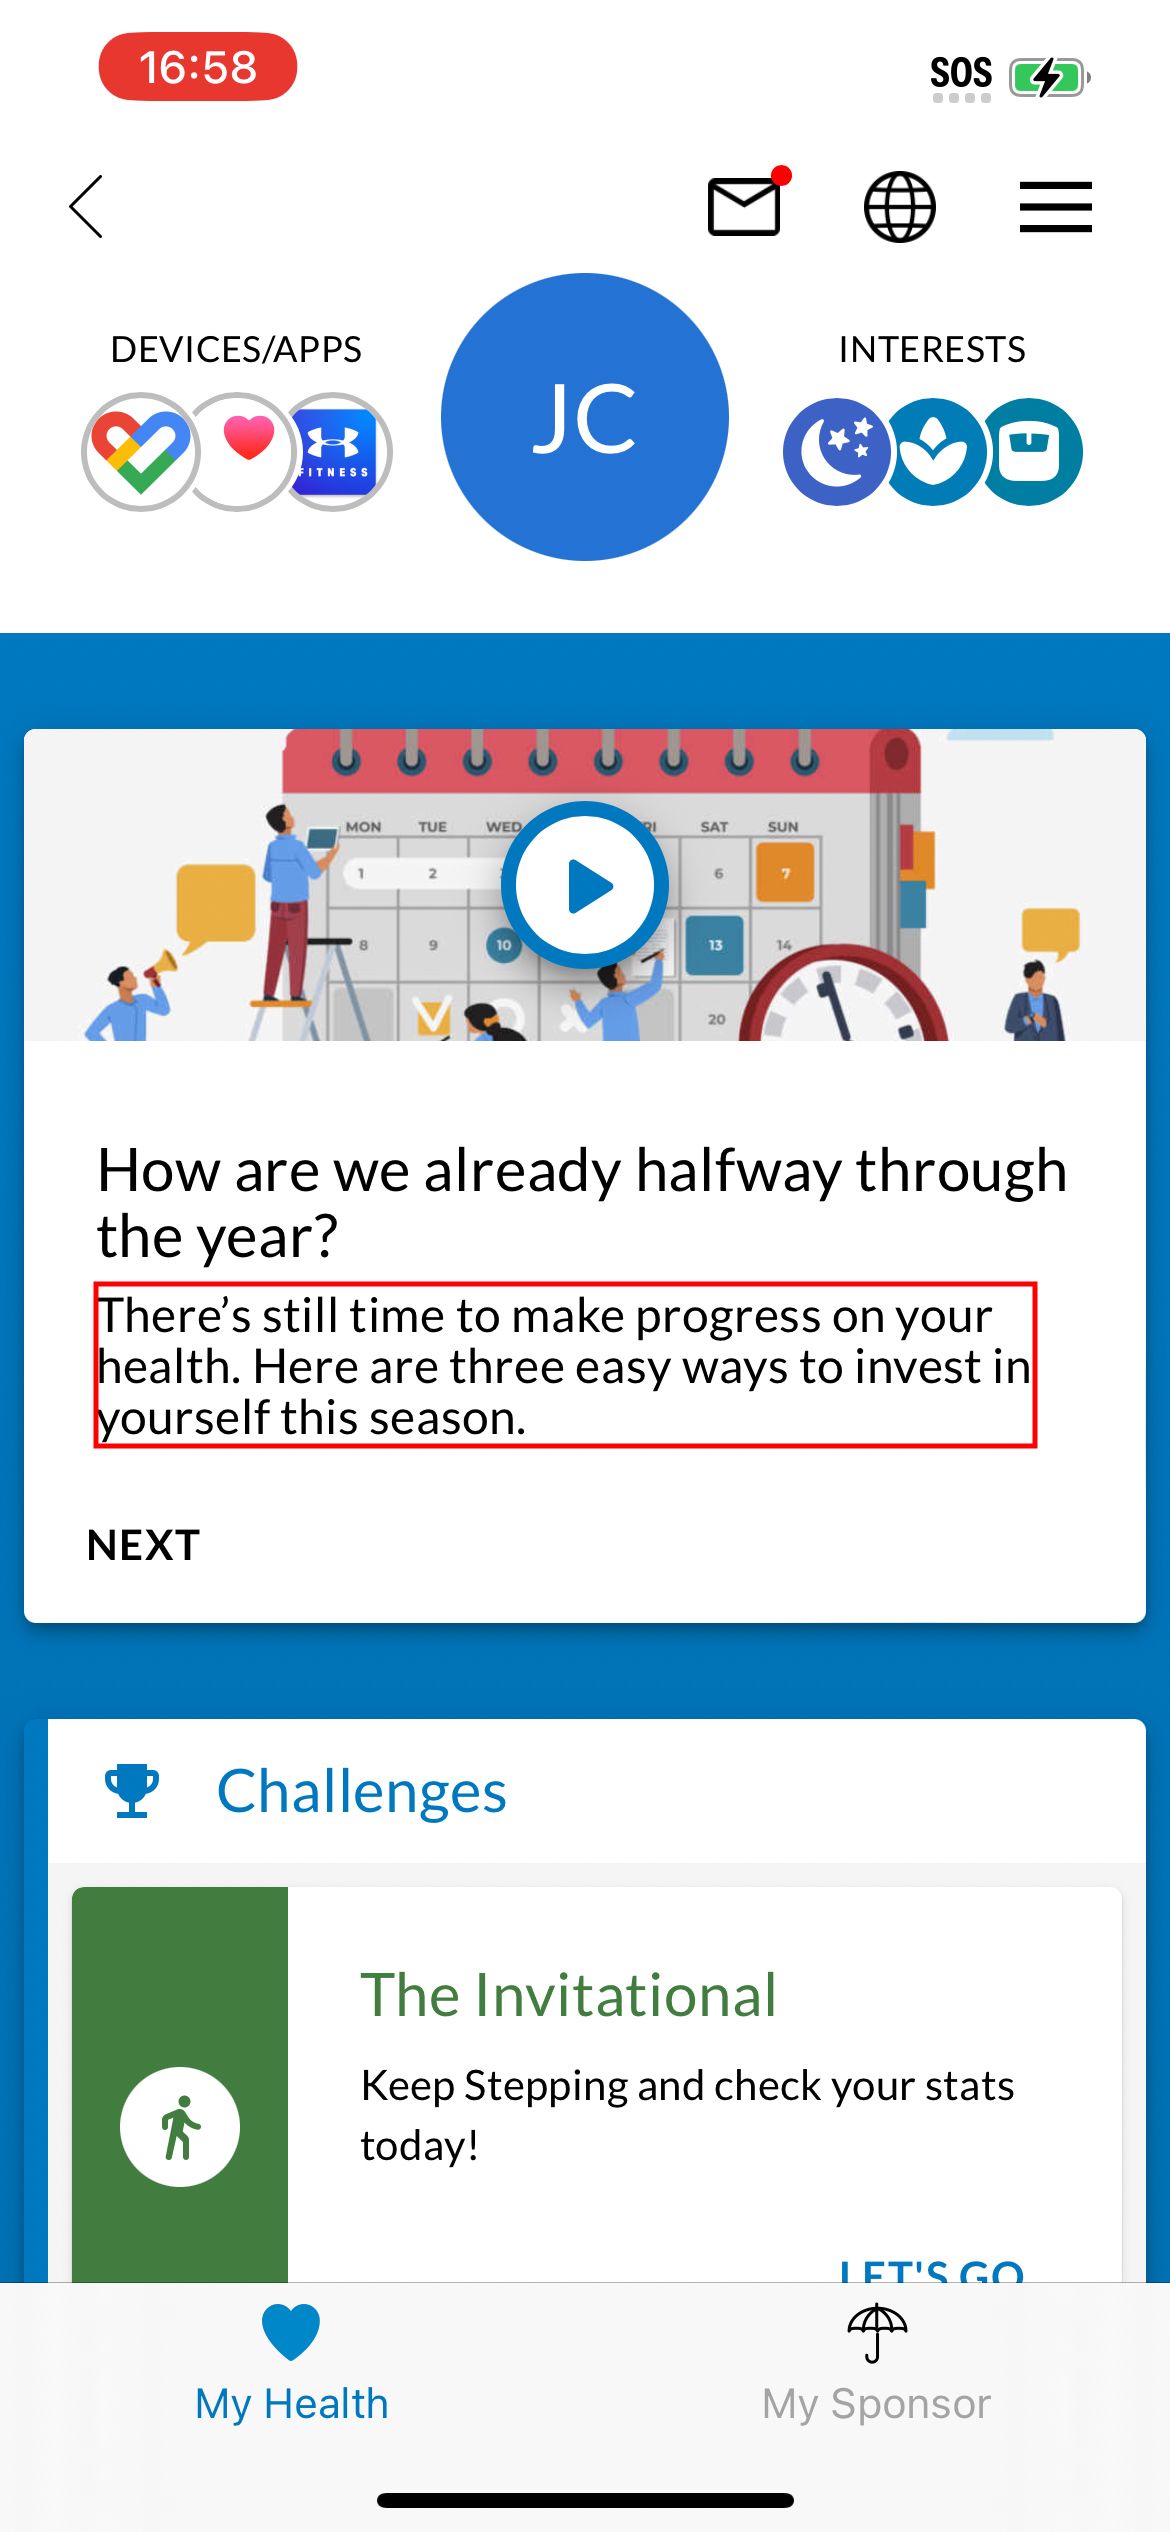 16:58
SOS
DEVICES/APPS
JC
INTERESTS
FITNESS
MON TUE WED RI SAT SUN
1 2 6 7
8 9 10 13 14
20
How are we already halfway through
the year?
There’s still time to make progress on your
health. Here are three easy ways to invest in
yourself this season.
NEXT
Challenges
The Invitational
Keep Stepping and check your stats
today!
LET'S GO
My Health
My Sponsor